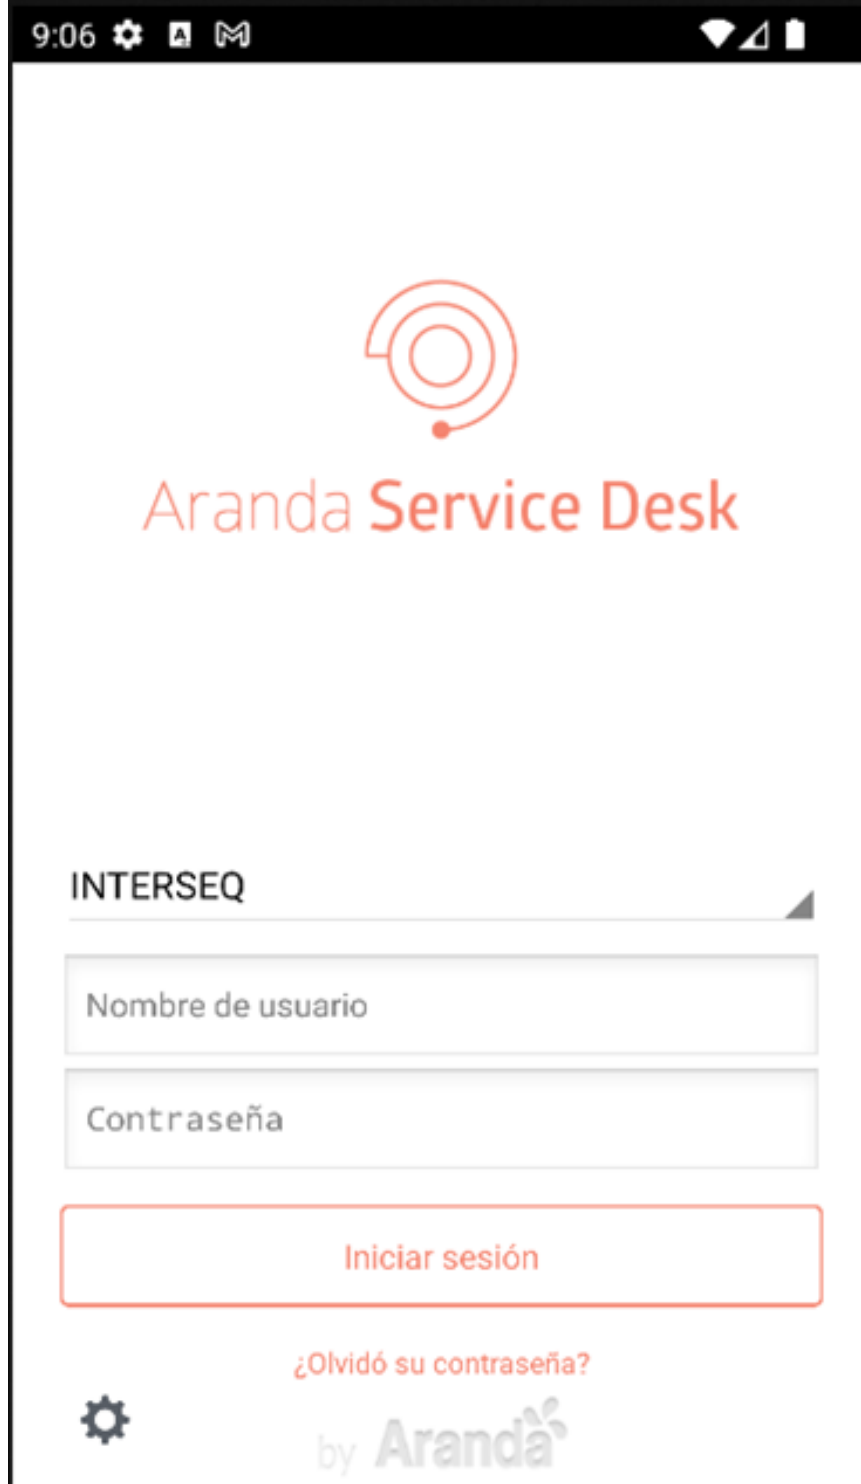 9:06
Aranda Service Desk
INTERSEQ
Nombre de usuario
Contraseña
Iniciar sesión
¿Olvidó su contraseña?
by Aranda